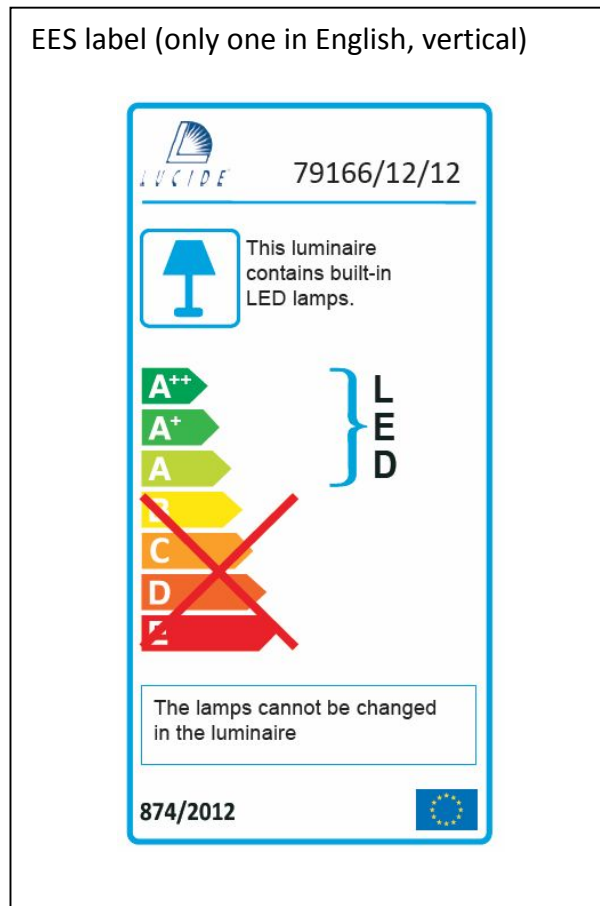 EES label (only one in English, vertical)
LUCIDE
79166/12/12
This luminaire
contains built-in
LED lamps.
A++
A+
A
B
C
D
E
L
E
D
The lamps cannot be changed
in the luminaire
874/2012